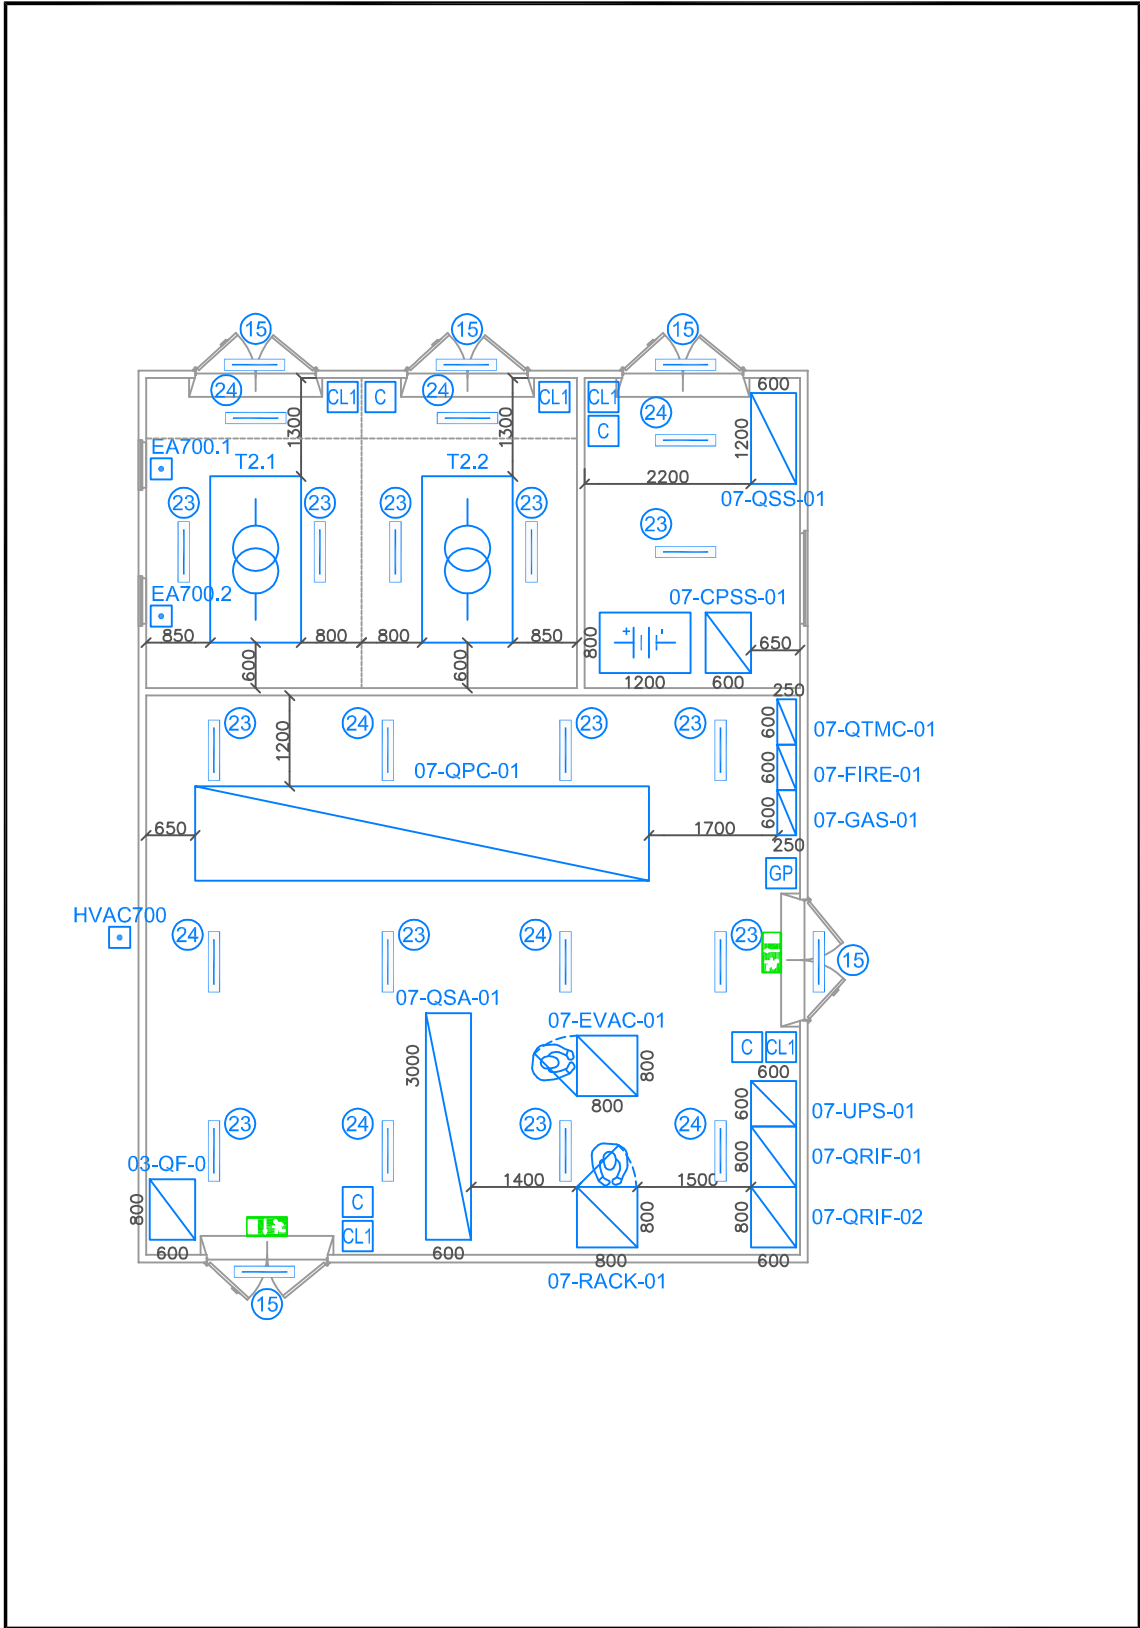 15
15
15
24
CL1
C
24
CL1
CL1
C
24
600
1300
1300
1200
EA700.1
T2.1
T2.2
2200
07-QSS-01
23
23
23
23
23
EA700.2
07-CPSS-01
+ -
850
800
800
850
800
650
600
600
1200
600
250
23
24
23
23
600
07-QTMC-01
1200
07-QPC-01
600
07-FIRE-01
650
1700
600
07-GAS-01
250
GP
HVAC700
24
23
24
23
15
07-QSA-01
07-EVAC-01
3000
800
C
CL1
600
800
600
07-UPS-01
23
24
23
24
03-QF-0
800
07-QRIF-01
1400
1500
800
C
800
800
07-QRIF-02
CL1
600
600
800
600
07-RACK-01
15